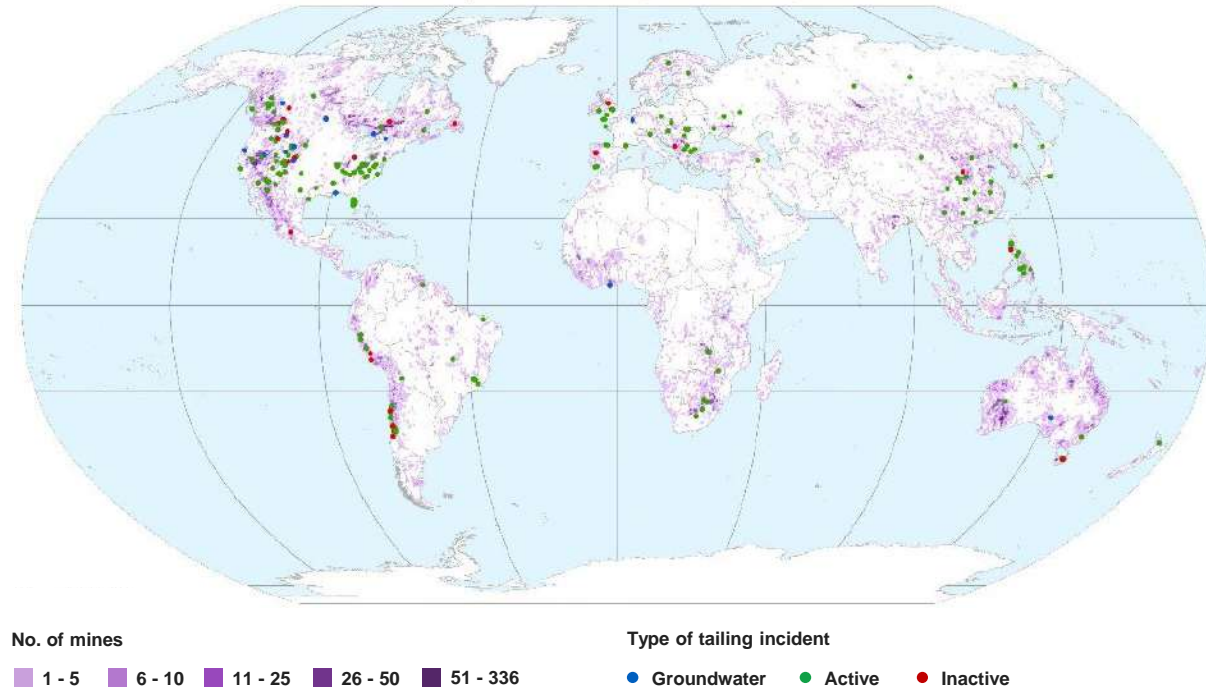 No. of mines
Type of tailing incident
1 - 5 6 - 10 11 - 25 26 - 50 51 - 336
Groundwater Active Inactive